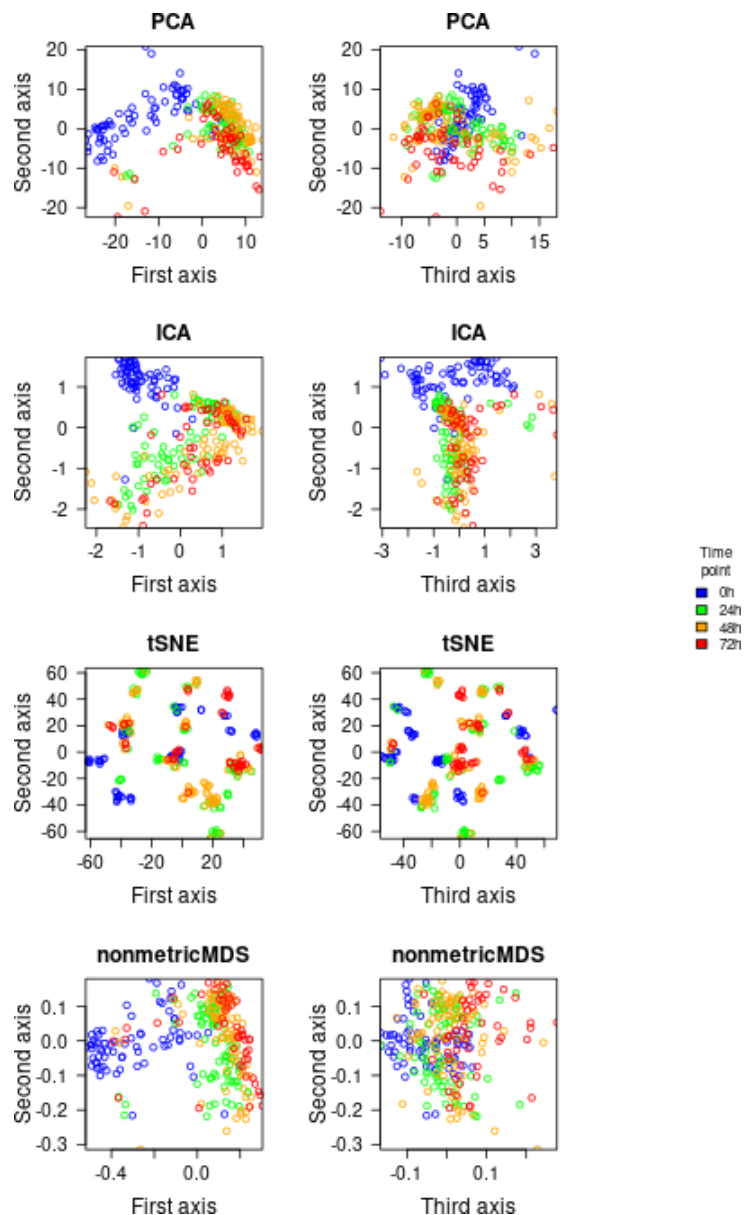 PCA
PCA
Second axis
20
10
0
-10
-20
-20
-10
0
10
First axis
Second axis
20
10
0
-10
-20
-10
0
5
15
Third axis
ICA
ICA
Second axis
1
0
-1
-2
-2
-1
0
1
First axis
Second axis
1
0
-1
-2
-3
-1
1
3
Third axis
Time
point
0h
24h
48h
72h
tSNE
tSNE
Second axis
60
40
20
0
-20
-40
-60
-60
-20
20
First axis
Second axis
60
40
20
0
-20
-40
-60
-40
0
40
Third axis
nonmetricMDS
nonmetricMDS
Second axis
0.1
0.0
-0.1
-0.2
-0.3
-0.4
0.0
First axis
Second axis
0.1
0.0
-0.1
-0.2
-0.3
-0.1
0.1
Third axis